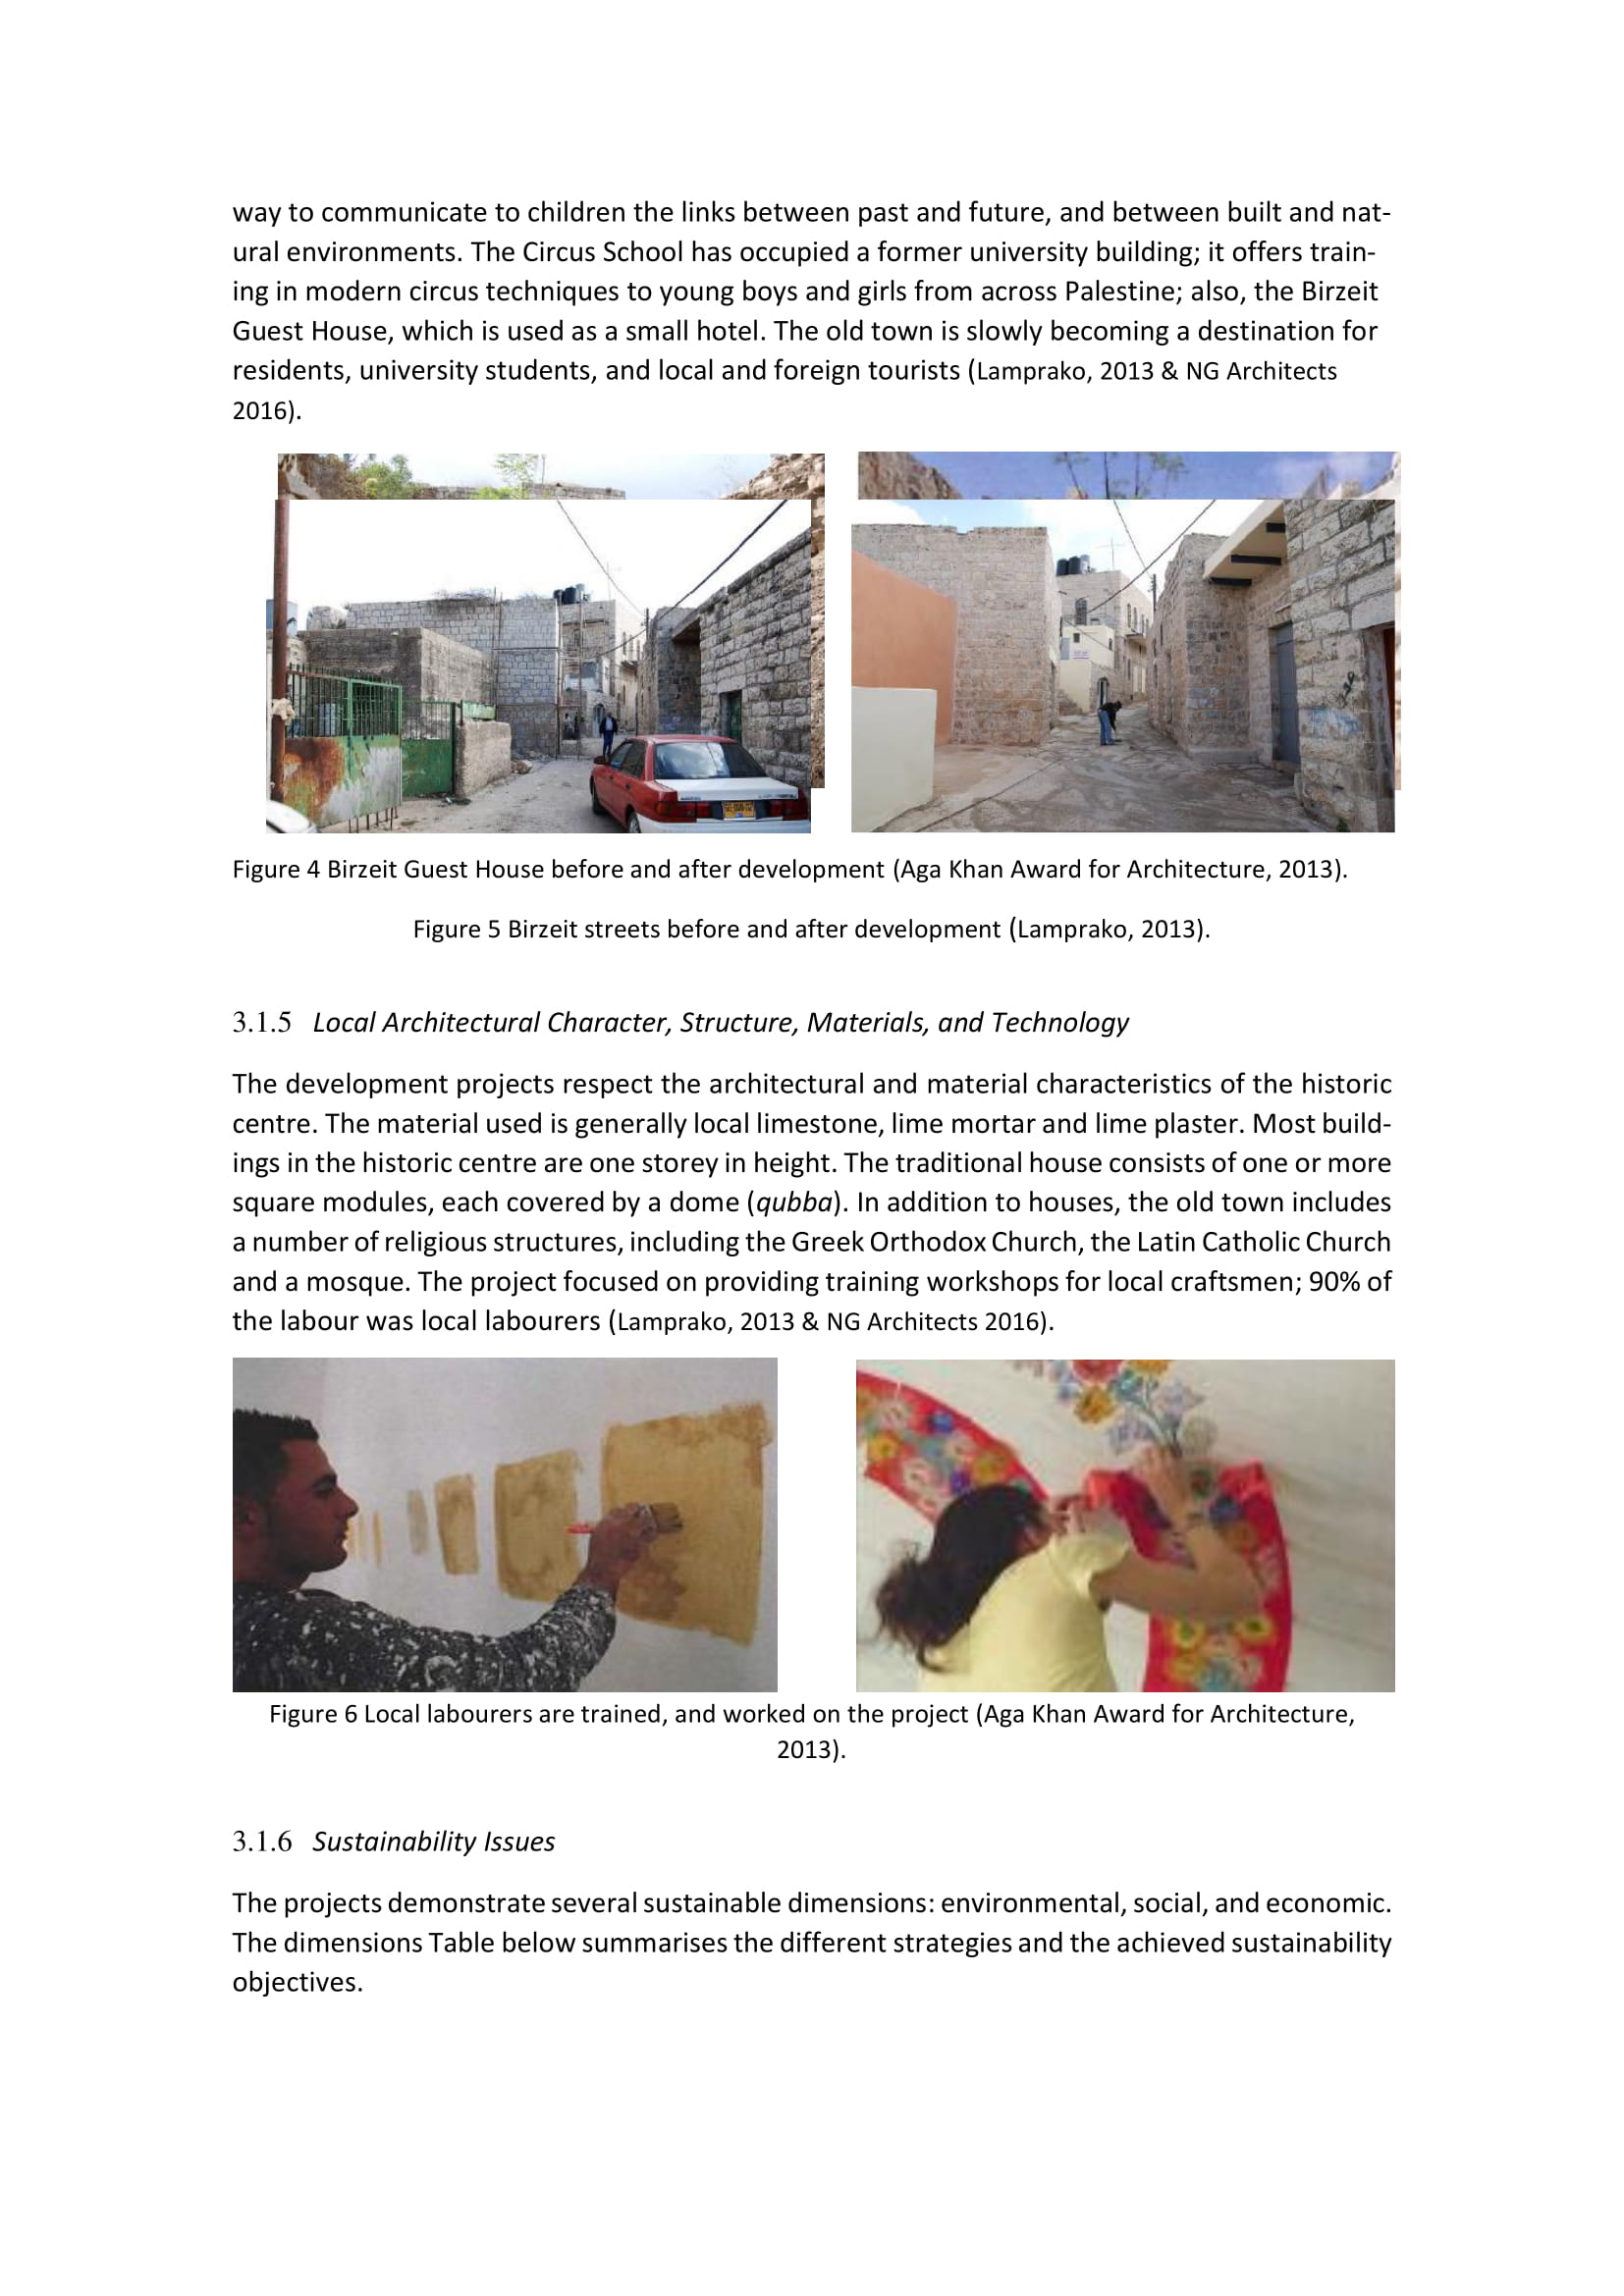 way to communicate to children the links between past and future, and between built and nat-
ural environments. The Circus School has occupied a former university building; it offers train-
ing in modern circus techniques to young boys and girls from across Palestine; also, the Birzeit
Guest House, which is used as a small hotel. The old town is slowly becoming a destination for
residents, university students, and local and foreign tourists (Lamprako, 2013 & NG Architects
2016).
Figure 4 Birzeit Guest House before and after development (Aga Khan Award for Architecture, 2013).
Figure 5 Birzeit streets before and after development (Lamprako, 2013).
3.1.5 Local Architectural Character, Structure, Materials, and Technology
The development projects respect the architectural and material characteristics of the historic
centre. The material used is generally local limestone, lime mortar and lime plaster. Most build-
ings in the historic centre are one storey in height. The traditional house consists of one or more
square modules, each covered by a dome (qubba). In addition to houses, the old town includes
a number of religious structures, including the Greek Orthodox Church, the Latin Catholic Church
and a mosque. The project focused on providing training workshops for local craftsmen; 90% of
the labour was local labourers (Lamprako, 2013 & NG Architects 2016).
Figure 6 Local labourers are trained, and worked on the project (Aga Khan Award for Architecture,
2013).
3.1.6 Sustainability Issues
The projects demonstrate several sustainable dimensions: environmental, social, and economic.
The dimensions Table below summarises the different strategies and the achieved sustainability
objectives.